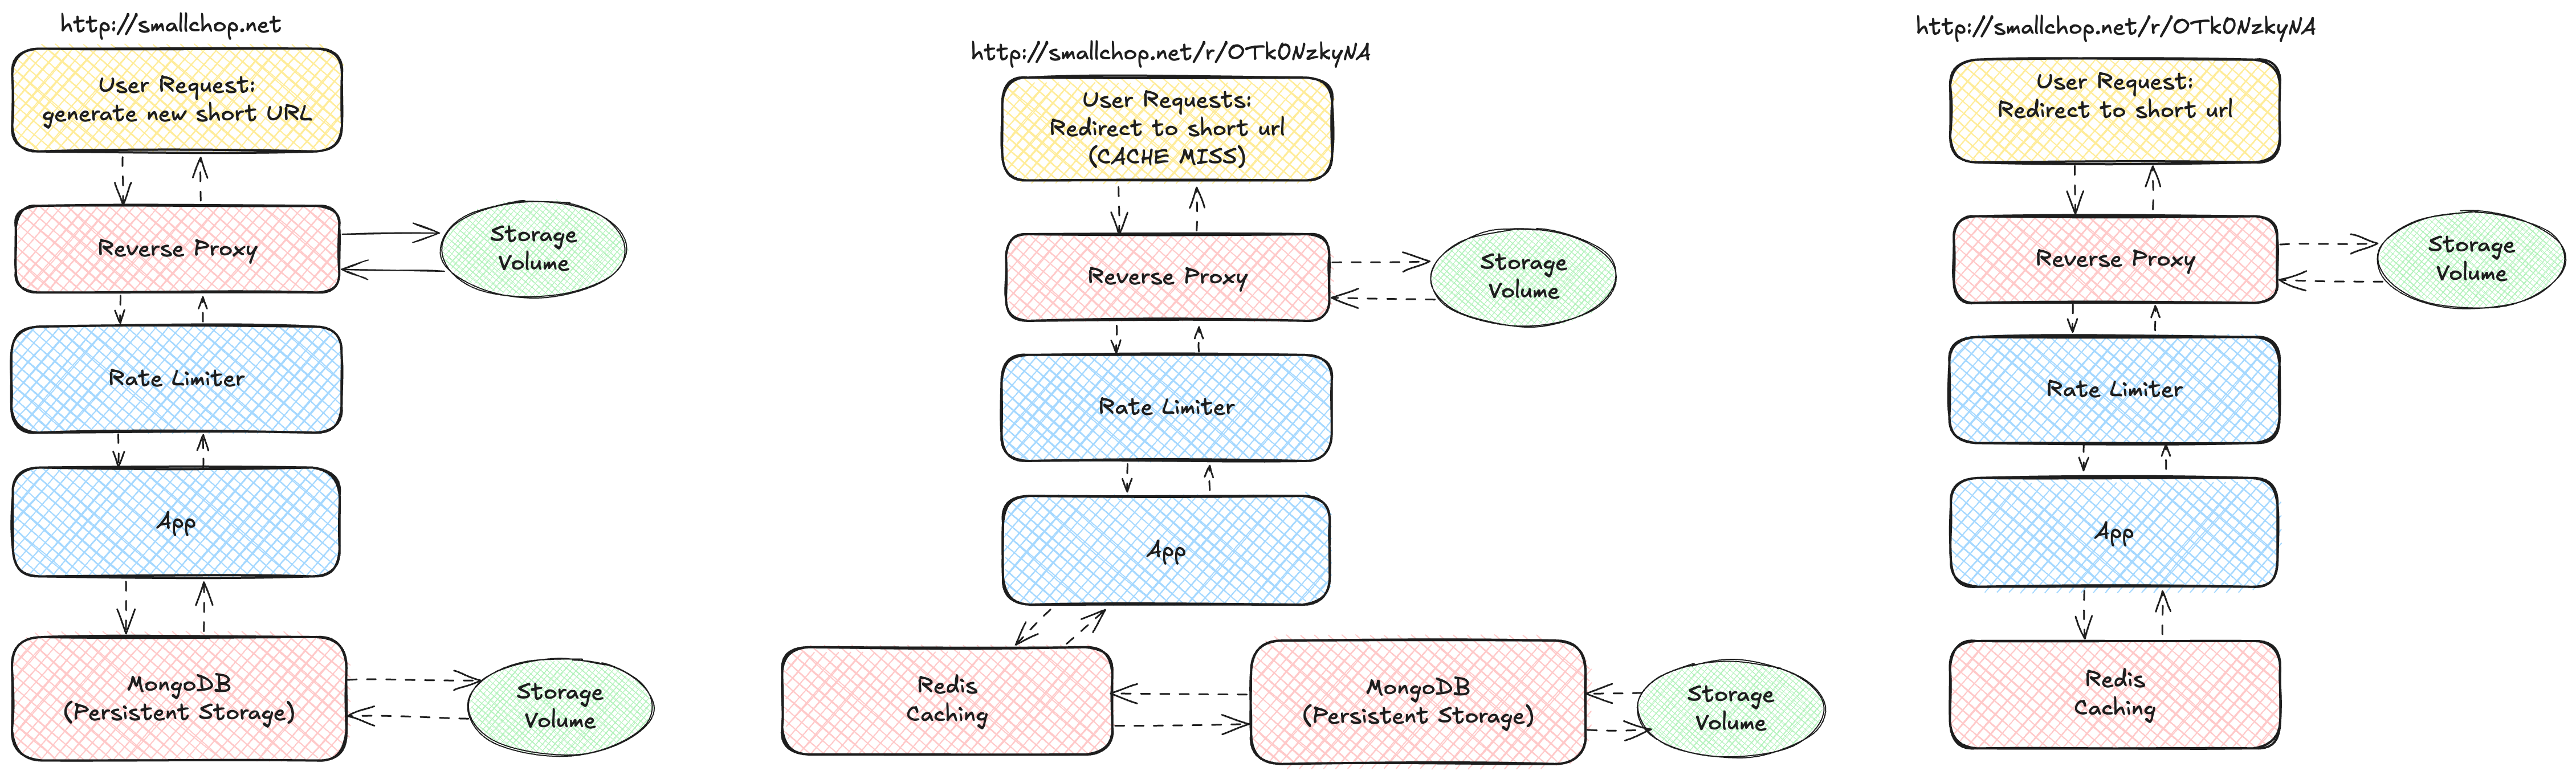 http://smallchop.net
User Request:
generate new short URL
Reverse Proxy
Storage
Volume
Rate Limiter
App
MongoDB
(Persistent Storage)
Storage
Volume
http://smallchop.net/r/OTk0NzkyNA
User Requests:
Redirect to short url
(CACHE MISS)
Reverse Proxy
Storage
Volume
Rate Limiter
App
Redis
Caching
MongoDB
(Persistent Storage)
Storage
Volume
http://smallchop.net/r/OTk0NzkyNA
User Request:
Redirect to short url
Reverse Proxy
Storage
Volume
Rate Limiter
App
Redis
Caching